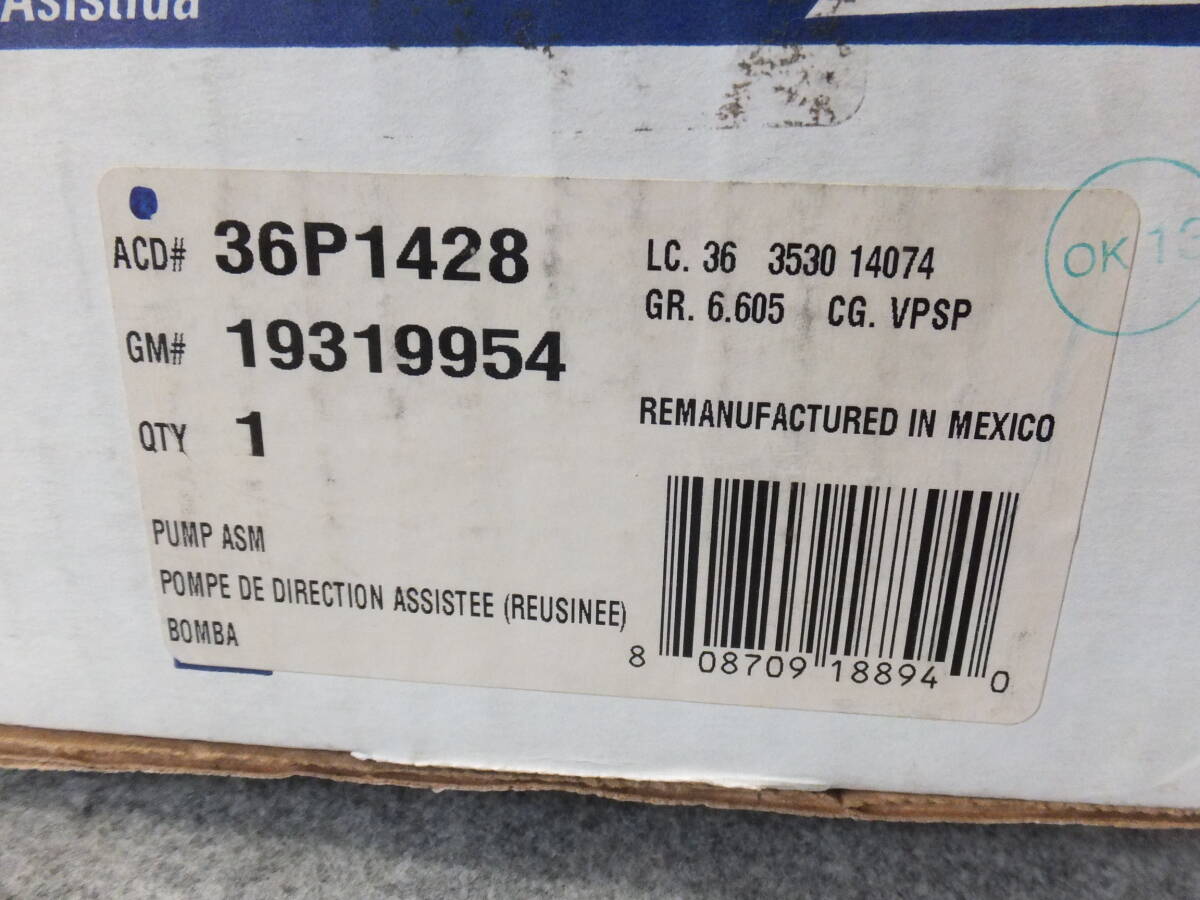 Asistida
ACD# 36P1428
GM# 19319954
QTY 1
LC. 36 3530 14074
GR. 6.605 CG. VPSP
REMANUFACTURED IN MEXICO
OK 13
PUMP ASM
POMPE DE DIRECTION ASSISTEE (REUSINEE)
BOMBA
8 08709 18894 0